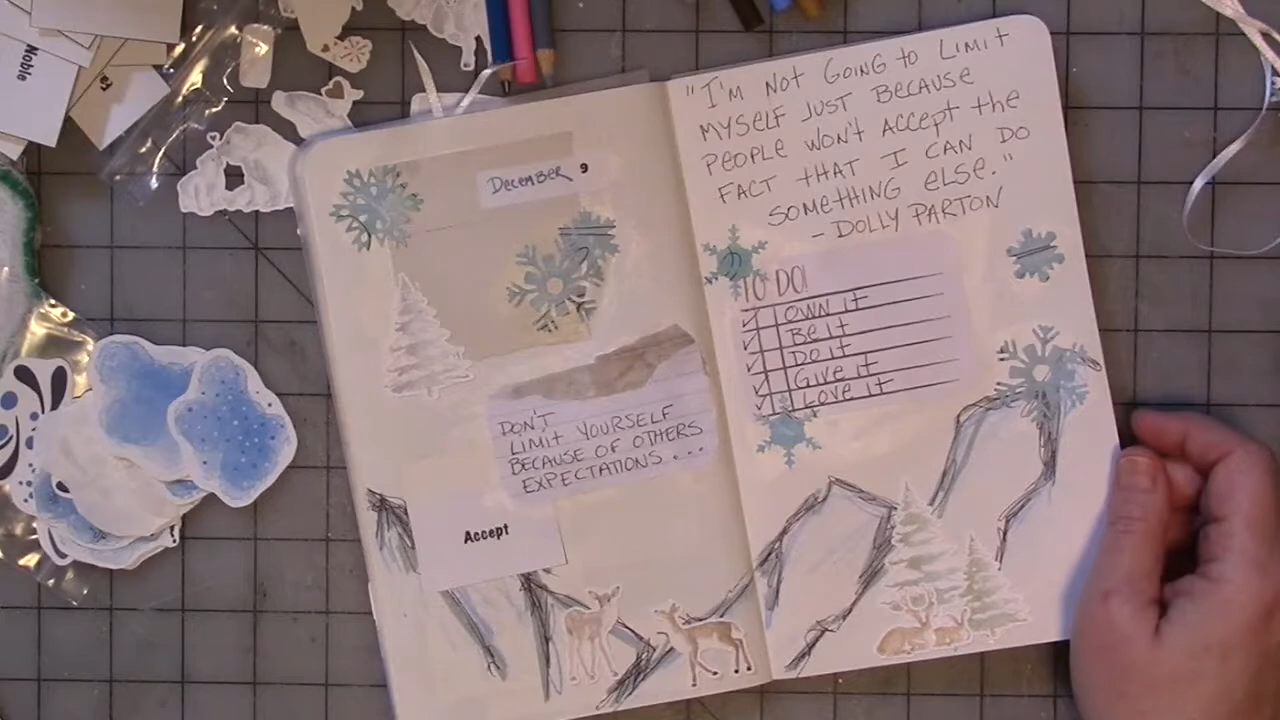 Noble
December 9
DON'T
LIMIT YOURSELF
BECAUSE OF OTHERS
EXPECTATIONS...
Accept
"I'M NOT GOING to LIMIT
MYSELF JUST BECAUSE
PEOPLE WON'T ACCEPT the
FACT tHAT I CAN DO
SOMETHING ELSE."
- DOLLY PARTON
TO DO!
OWN it
Be it
Do it
Give it
Love it